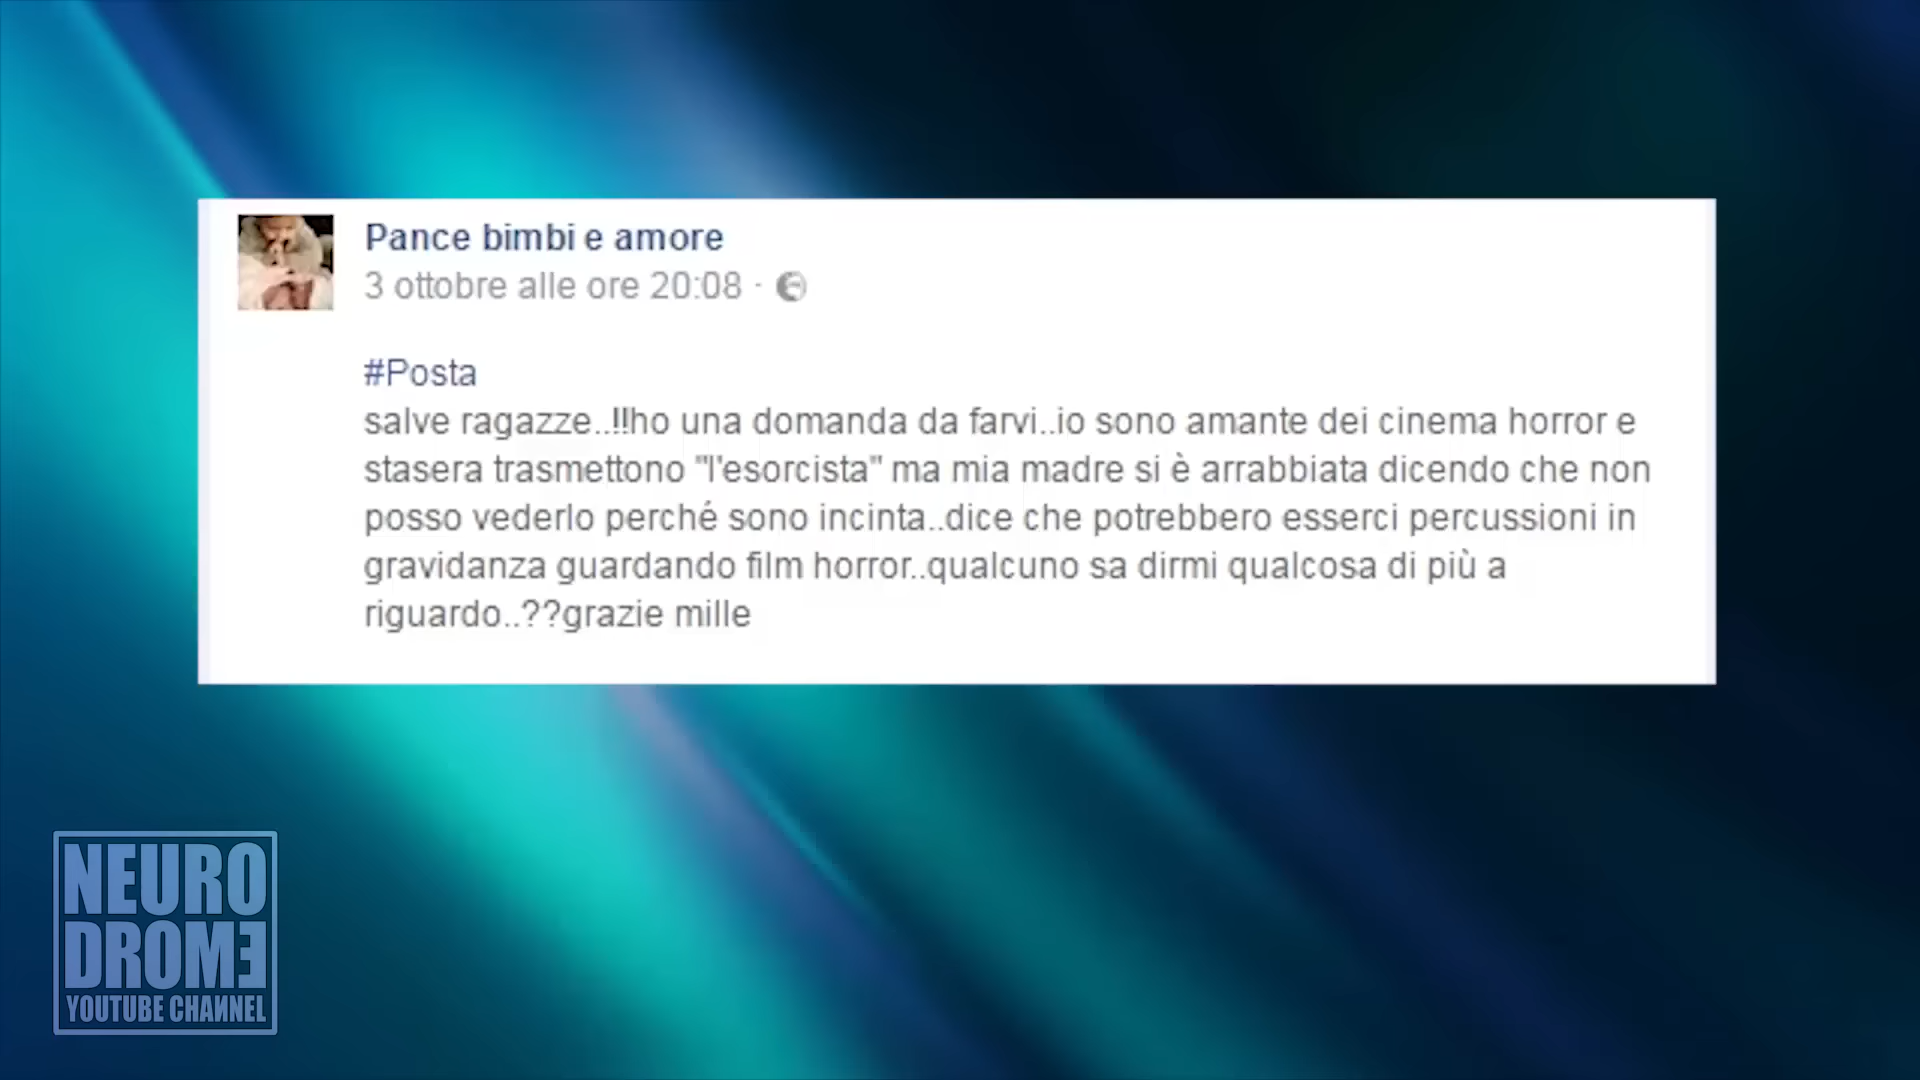 Pance bimbi e amore
3 ottobre alle ore 20:08 ·
#Posta
salve ragazze..!!ho una domanda da farvi..io sono amante dei cinema horror e
stasera trasmettono "l'esorcista" ma mia madre si è arrabbiata dicendo che non
posso vederlo perché sono incinta..dice che potrebbero esserci percussioni in
gravidanza guardando film horror..qualcuno sa dirmi qualcosa di più a
riguardo..??grazie mille
NEURO
DROMƎ
YOUTUBE CHAИNEL